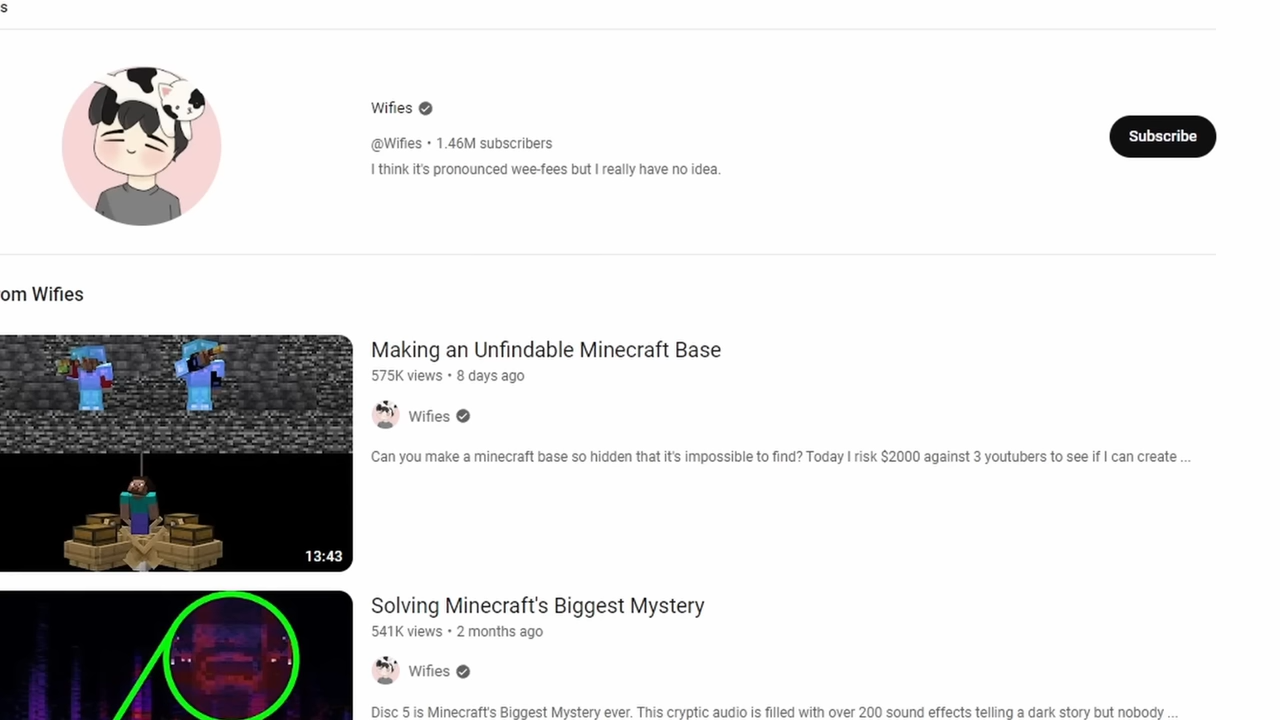 s
Wifies
@Wifies • 1.46M subscribers
I think it's pronounced wee-fees but I really have no idea.
Subscribe
om Wifies
Making an Unfindable Minecraft Base
575K views • 8 days ago
Wifies
Can you make a minecraft base so hidden that it's impossible to find? Today I risk $2000 against 3 youtubers to see if I can create ...
13:43
Solving Minecraft's Biggest Mystery
541K views • 2 months ago
Wifies
Disc 5 is Minecraft's Biggest Mystery ever. This cryptic audio is filled with over 200 sound effects telling a dark story but nobody ...